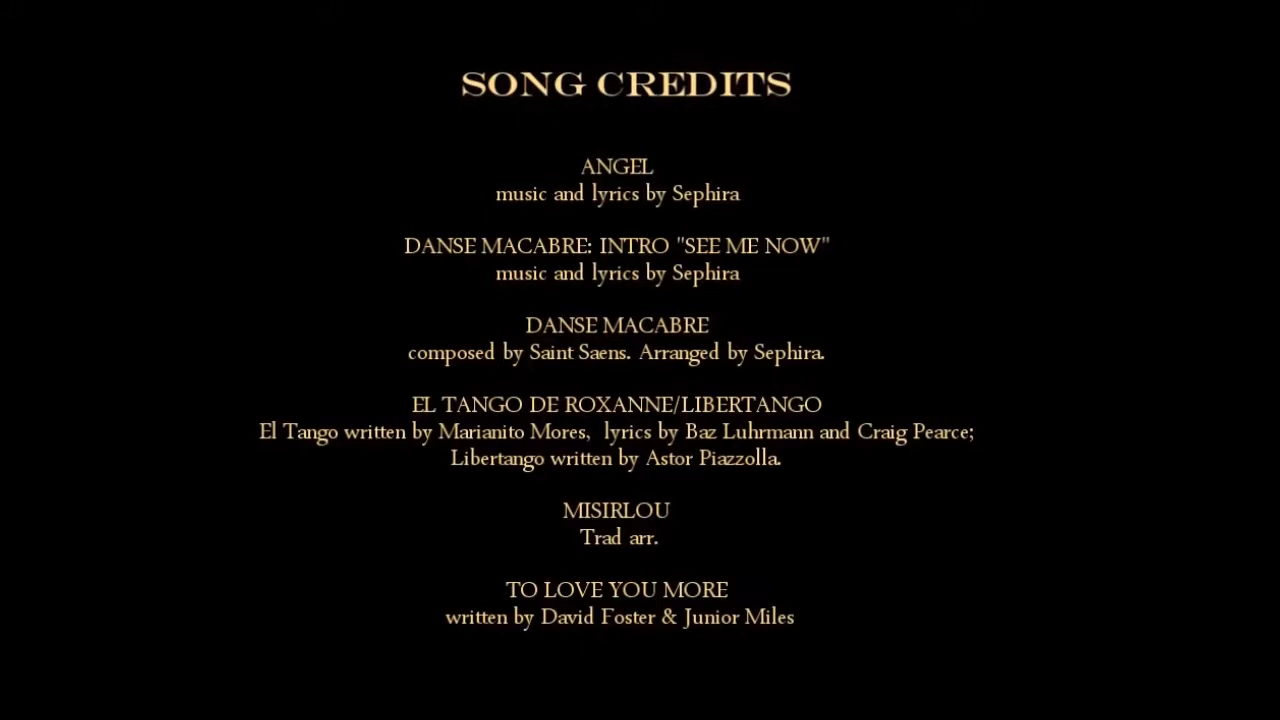 SONG CREDITS
ANGEL
music and lyrics by Sephira
DANSE MACABRE: INTRO "SEE ME NOW"
music and lyrics by Sephira
DANSE MACABRE
composed by Saint Saens. Arranged by Sephira.
EL TANGO DE ROXANNE/LIBERTANGO
El Tango written by Marianito Mores, lyrics by Baz Luhrmann and Craig Pearce;
Libertango written by Astor Piazzolla.
MISIRLOU
Trad arr.
TO LOVE YOU MORE
written by David Foster & Junior Miles